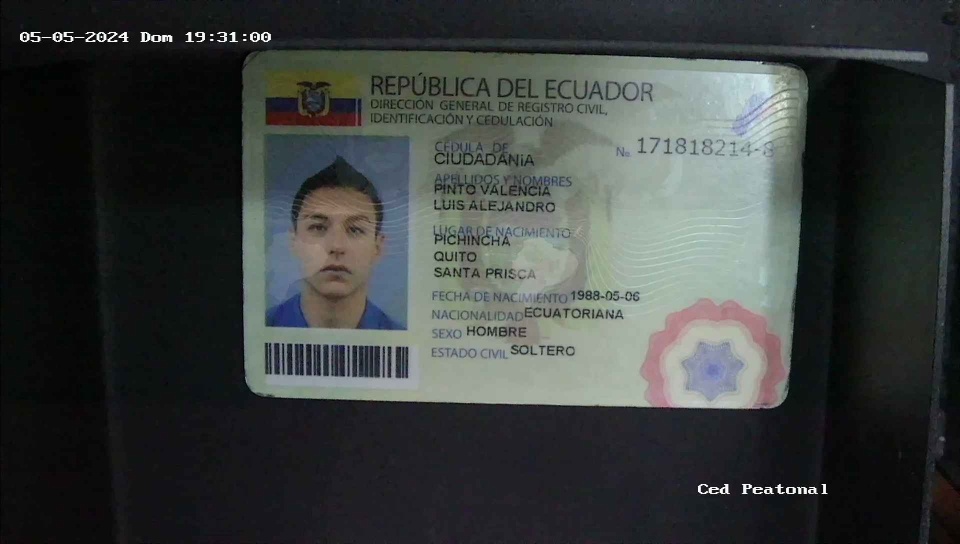 05-05-2024 Dom 19:31:00
REPÚBLICA DEL ECUADOR
DIRECCIÓN GENERAL DE REGISTRO CIVIL,
IDENTIFICACIÓN Y CEDULACIÓN
CÉDULA DE
CIUDADANÍA
No. 171818214-8
APELLIDOS Y NOMBRES
PINTO VALENCIA
LUIS ALEJANDRO
LUGAR DE NACIMIENTO
PICHINCHA
QUITO
SANTA PRISCA
FECHA DE NACIMIENTO 1988-05-06
NACIONALIDAD ECUATORIANA
SEXO HOMBRE
ESTADO CIVIL SOLTERO
Ced Peatonal